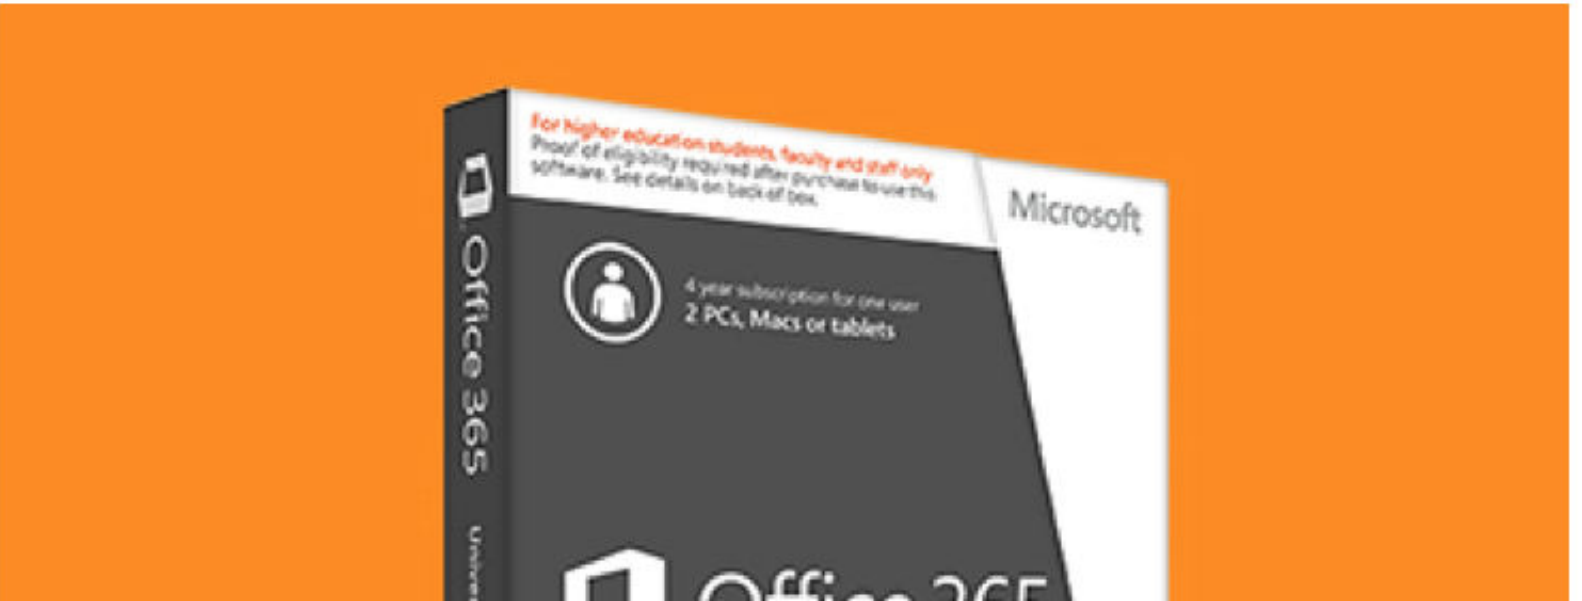 For higher education students, faculty and staff only
Proof of eligibility required after purchase to use this
software. See details on back of box.
Microsoft
4 year subscription for one user
2 PCs, Macs or tablets
Office 365
Office 365